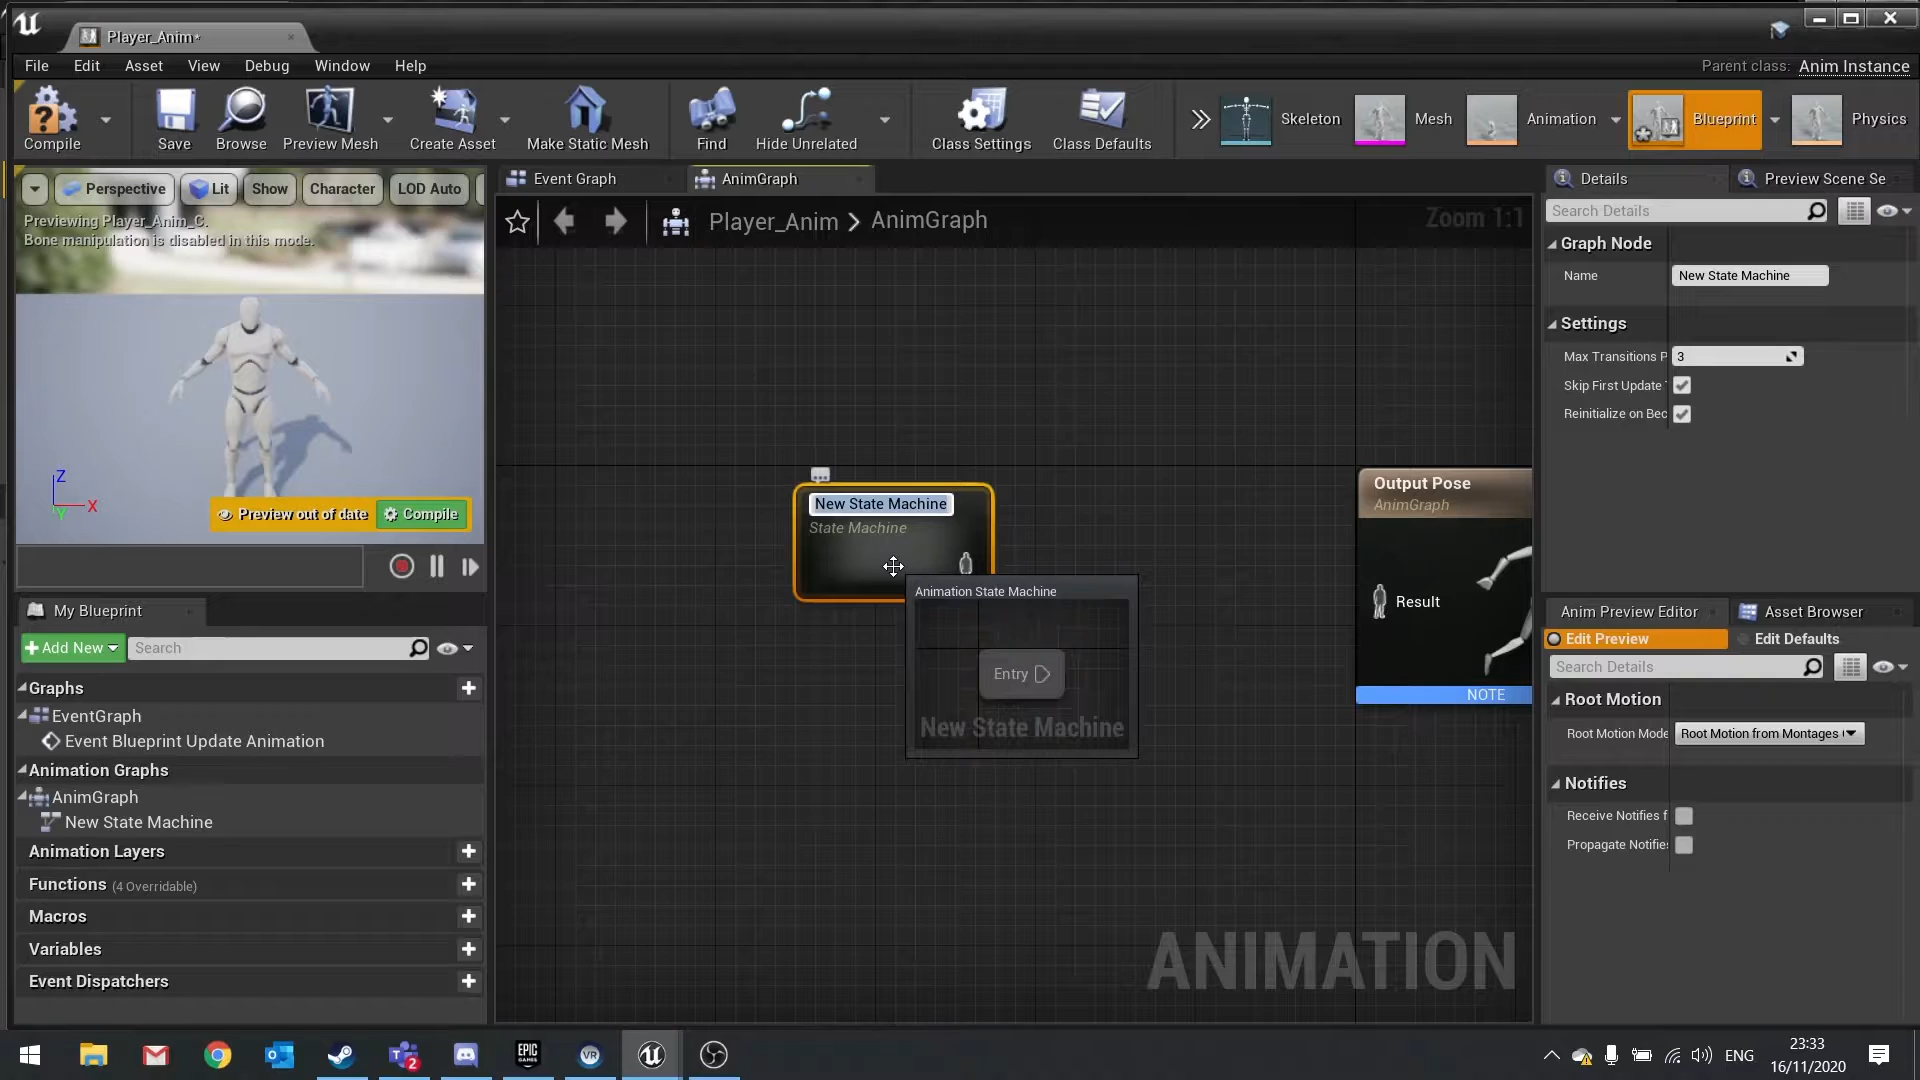 Player_Anim*
File Edit Asset View Debug Window Help
Parent class: Anim Instance
Compile
Save
Browse
Preview Mesh
Create Asset
Make Static Mesh
Find
Hide Unrelated
Class Settings
Class Defaults
Skeleton
Mesh
Animation
Blueprint
Physics
Perspective Lit Show Character LOD Auto
Previewing Player_Anim_C.
Bone manipulation is disabled in this mode.
Z
X
Y
Preview out of date Compile
Event Graph
AnimGraph
Player_Anim > AnimGraph
Zoom 1:1
New State Machine
State Machine
Animation State Machine
Entry
New State Machine
Output Pose
AnimGraph
Result
NOTE
ANIMATION
My Blueprint
Add New Search
Graphs
EventGraph
Event Blueprint Update Animation
Animation Graphs
AnimGraph
New State Machine
Animation Layers
Functions (4 Overridable)
Macros
Variables
Event Dispatchers
Details
Preview Scene Se
Search Details
Graph Node
Name New State Machine
Settings
Max Transitions P 3
Skip First Update
Reinitialize on Bec
Anim Preview Editor
Asset Browser
Edit Preview Edit Defaults
Search Details
Root Motion
Root Motion Mode Root Motion from Montages
Notifies
Receive Notifies f
Propagate Notifie
EPIC
GAMES
VR
2
ENG
23:33
16/11/2020